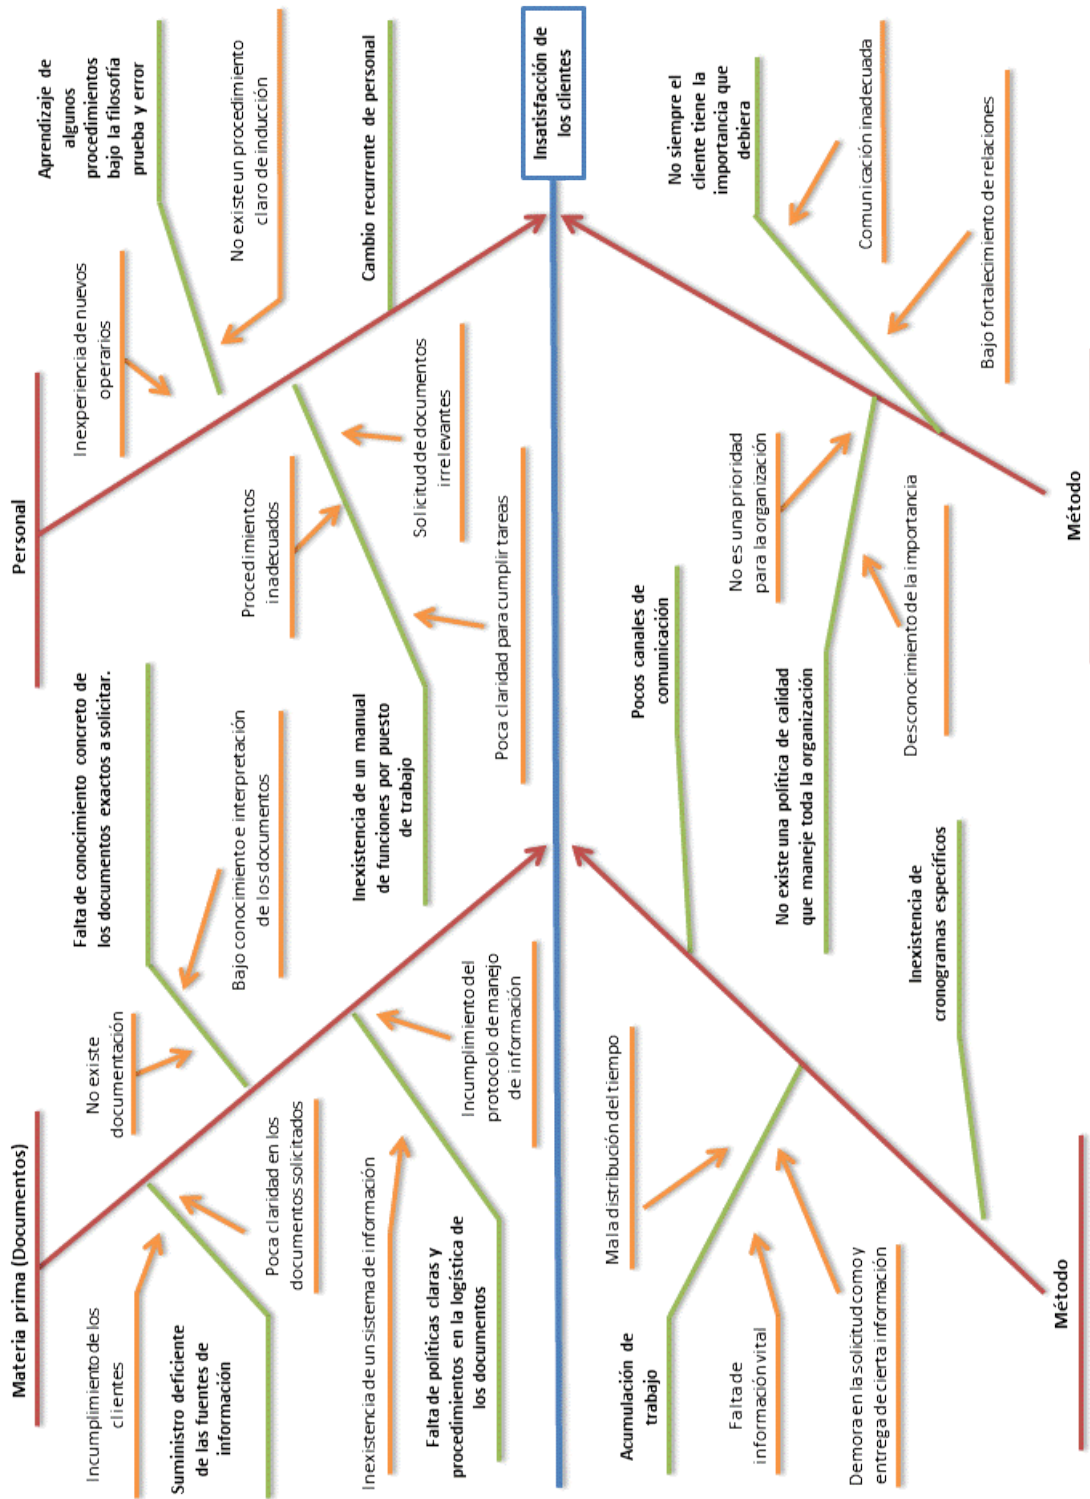 Materia prima (Documentos)
Personal
Incumplimiento de los
clientes
Suministro deficiente
de las fuentes de
información
No existe
documentación
Poca claridad en los
documentos solicitados
Falta de conocimiento concreto de
los documentos exactos a solicitar.
Bajo conocimiento e interpretación
de los documentos
Inexistencia de un sistema de información
Falta de políticas claras y
procedimientos en la logística de
los documentos
Incumplimiento del
protocolo de manejo
de información
Inexperiencia de nuevos
operarios
Aprendizaje de
algunos
procedimientos
bajo la filosofía
prueba y error
No existe un procedimiento
claro de inducción
Procedimientos
inadecuados
Solicitud de documentos
irrelevantes
Inexistencia de un manual
de funciones por puesto
de trabajo
Poca claridad para cumplir tareas
Cambio recurrente de personal
Insatisfacción de
los clientes
Acumulación de
trabajo
Mala distribución del tiempo
Falta de
información vital
Demora en la solicitud como y
entrega de cierta información
Pocos canales de
comunicación
Inexistencia de
cronogramas específicos
Método
No existe una política de calidad
que maneje toda la organización
No es una prioridad
para la organización
Desconocimiento de la importancia
No siempre el
cliente tiene la
importancia que
debiera
Comunicación inadecuada
Bajo fortalecimiento de relaciones
Método